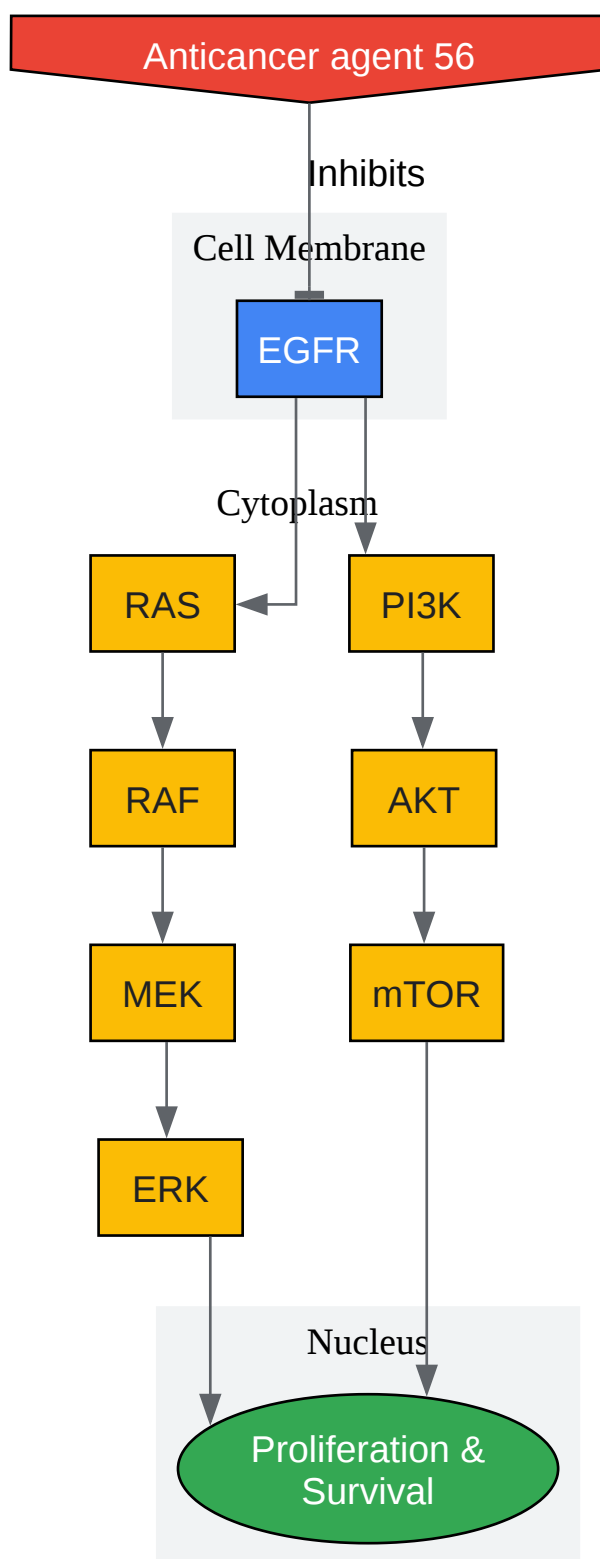 Anticancer agent 56
Inhibits
Cell Membrane
EGFR
Cytoplasm
RAS
PI3K
RAF
AKT
MEK
mTOR
ERK
Nucleus
Proliferation &
Survival